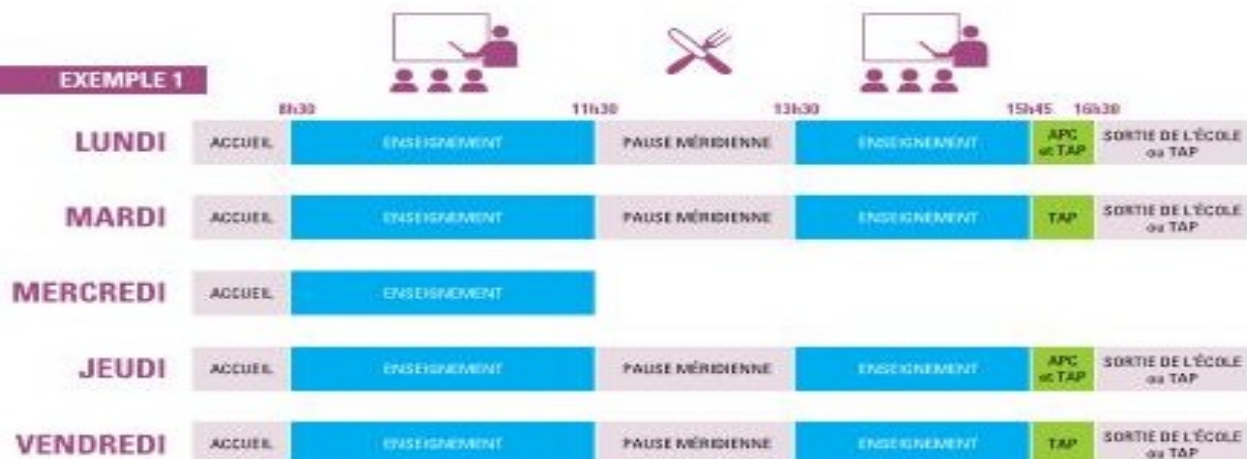 EXEMPLE 1
8h30 11h30 13h30 15h45 16h30
LUNDI ACCUEIL ENSEIGNEMENT PAUSE MÉRIDIENNE ENSEIGNEMENT APC et TAP SORTIE DE L'ÉCOLE ou TAP
MARDI ACCUEIL ENSEIGNEMENT PAUSE MÉRIDIENNE ENSEIGNEMENT TAP SORTIE DE L'ÉCOLE ou TAP
MERCREDI ACCUEIL ENSEIGNEMENT
JEUDI ACCUEIL ENSEIGNEMENT PAUSE MÉRIDIENNE ENSEIGNEMENT APC et TAP SORTIE DE L'ÉCOLE ou TAP
VENDREDI ACCUEIL ENSEIGNEMENT PAUSE MÉRIDIENNE ENSEIGNEMENT TAP SORTIE DE L'ÉCOLE ou TAP